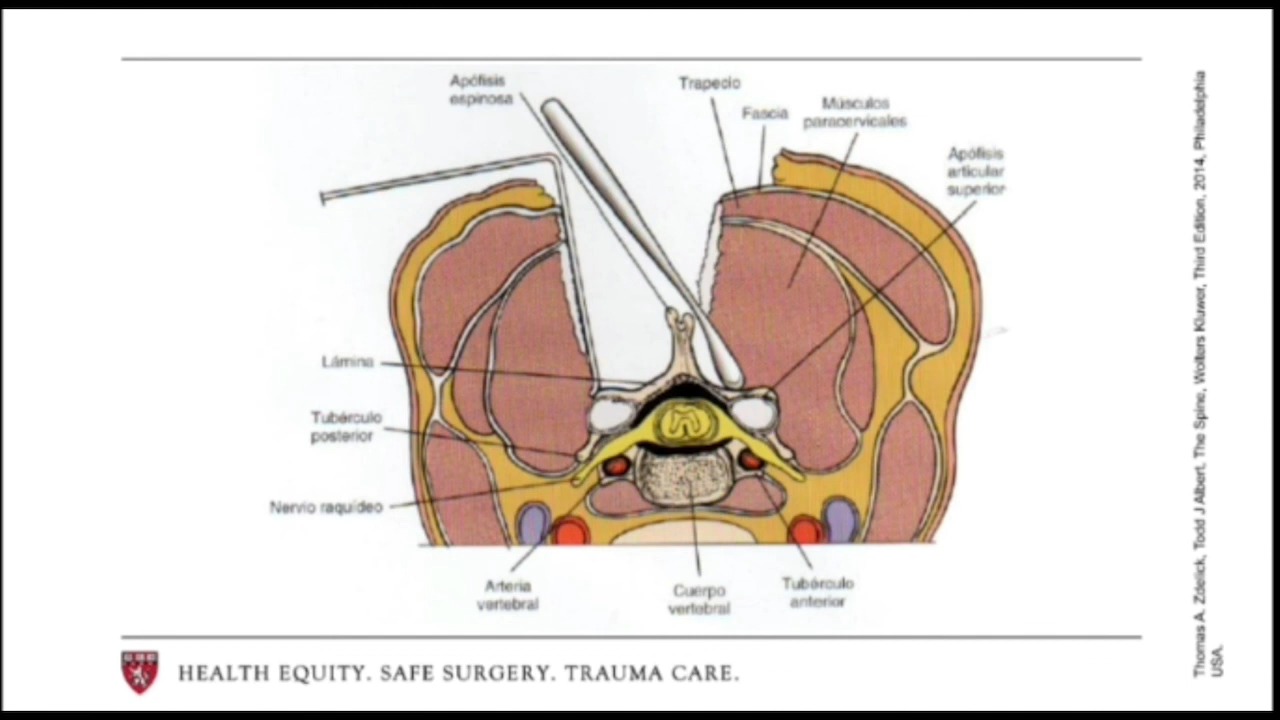 Apófisis
espinosa
Trapecio
Fascia
Músculos
paracervicales
Apófisis
articular
superior
Lámina
Tubérculo
posterior
Nervio raquídeo
Arteria
vertebral
Cuerpo
vertebral
Tubérculo
anterior
HEALTH EQUITY. SAFE SURGERY. TRAUMA CARE.
Thomas A. Zdelick, Todd J Albert, The Spine, Wolters Kluwer, Third Edition, 2014, Philadelphia
USA.